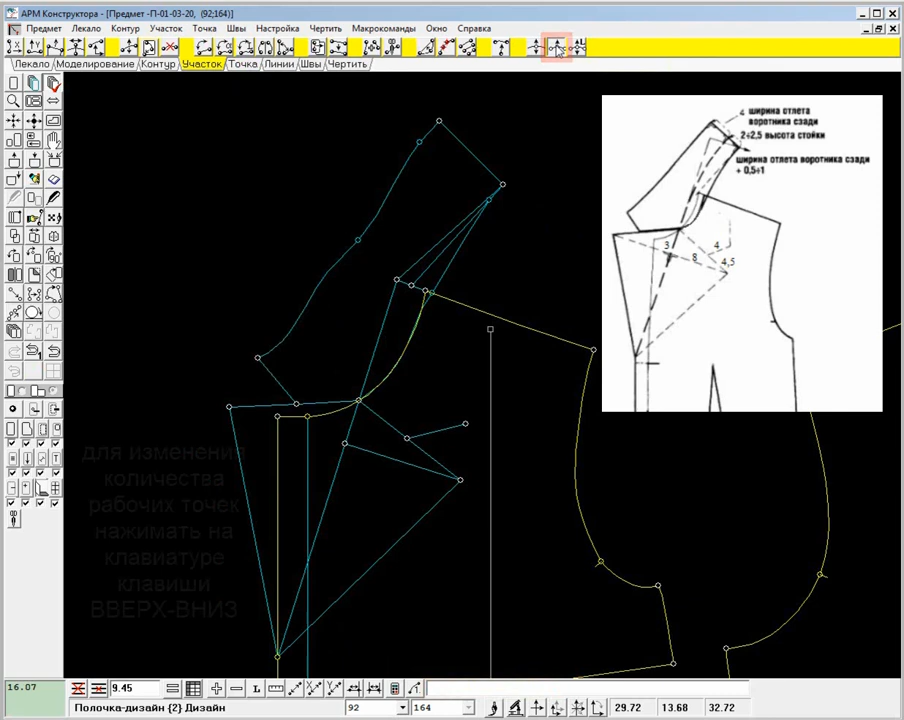 АРМ Конструктора - [Предмет -П-01-03-20,  (92;164)]
Предмет Лекало Контур Участок Точка Швы Настройка Чертить Макрокоманды Окно Справка
Лекало Моделирование Контур Участок Точка Линии Швы Чертить
4 ширина отлета
воротника сзади
2÷2,5 высота стойки
ширина отлета воротника сзади
+ 0,5÷1
3
8
4
4,5
для изменения
количества
рабочих точек
нажимать на
клавиатуре
клавиши
ВВЕРХ-ВНИЗ
16.07
9.45
Полочка-дизайн {2} Дизайн
92
164
29.72
13.68
32.72